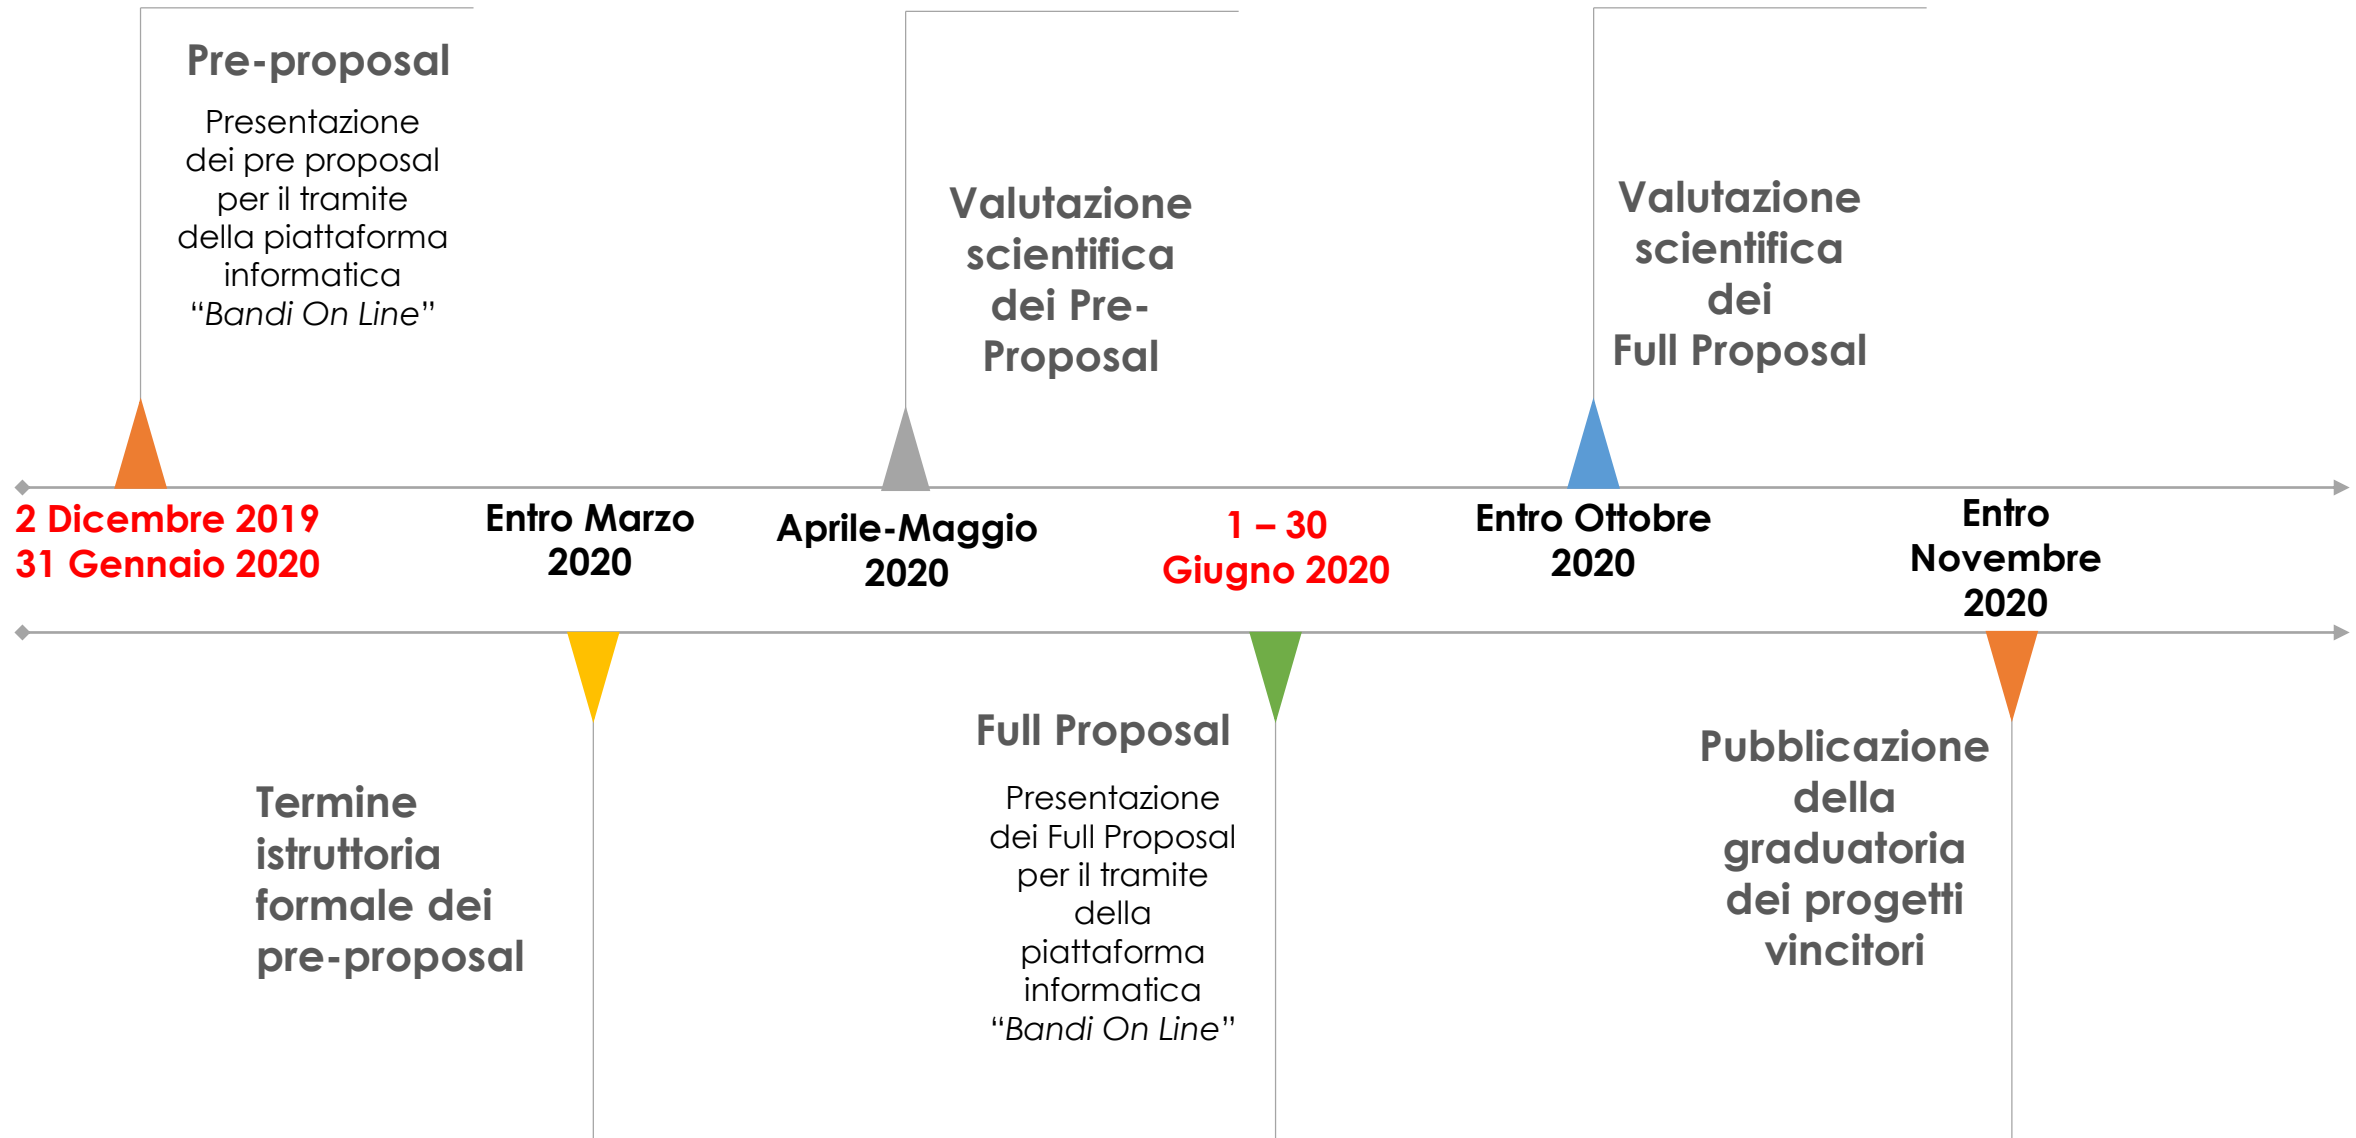 Pre-proposal
Presentazione
dei pre proposal
per il tramite
della piattaforma
informatica
“Bandi On Line”
Valutazione
scientifica
dei Pre-
Proposal
Valutazione
scientifica
dei
Full Proposal
2 Dicembre 2019
31 Gennaio 2020
Entro Marzo
2020
Aprile-Maggio
2020
1 – 30
Giugno 2020
Entro Ottobre
2020
Entro
Novembre
2020
Termine
istruttoria
formale dei
pre-proposal
Full Proposal
Presentazione
dei Full Proposal
per il tramite
della
piattaforma
informatica
“Bandi On Line”
Pubblicazione
della
graduatoria
dei progetti
vincitori